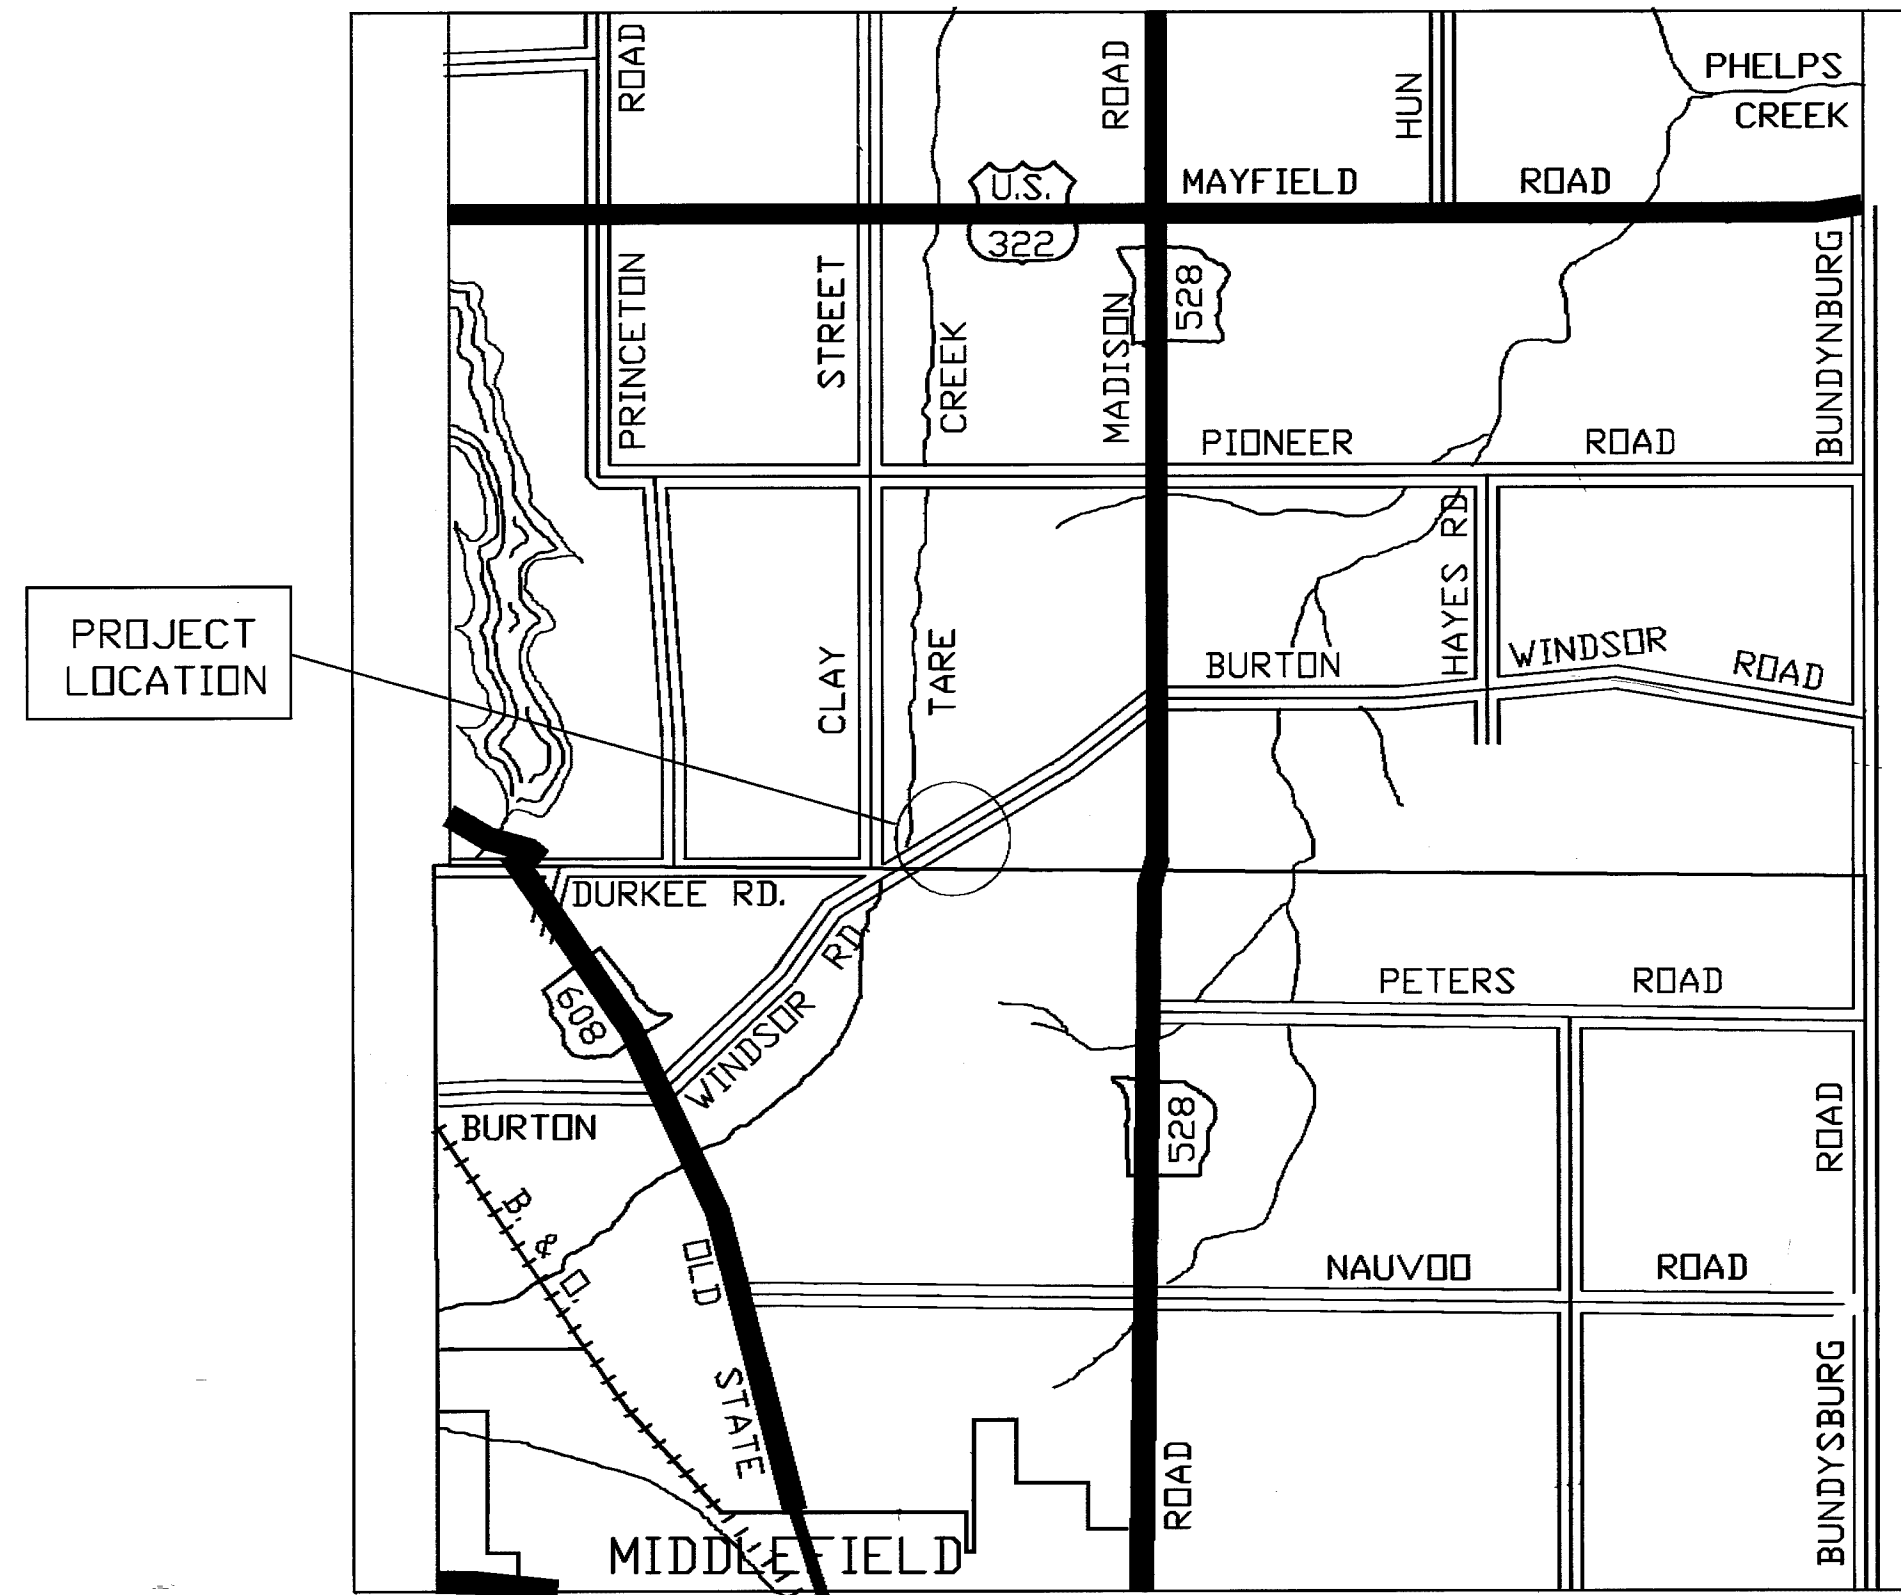 ROAD
ROAD
HUN
PHELPS
CREEK
U.S.
322
MAYFIELD ROAD
PRINCETON
STREET
CREEK
MADISON
528
BUNDYNBURG
PIONEER ROAD
HAYES RD
PROJECT
LOCATION
CLAY
TARE
BURTON WINDSOR ROAD
DURKEE RD.
WINDSOR RD.
608
PETERS ROAD
BURTON
528
ROAD
B. & O.
OLD STATE
NAUVOO ROAD
ROAD
BUNDYSBURG
MIDDLEFIELD